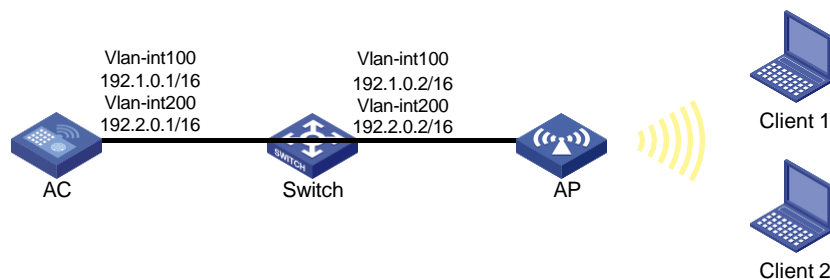 Vlan-int100
192.1.0.1/16
Vlan-int200
192.2.0.1/16
Vlan-int100
192.1.0.2/16
Vlan-int200
192.2.0.2/16
SWITCH
AC
Switch
AP
Client 1
Client 2